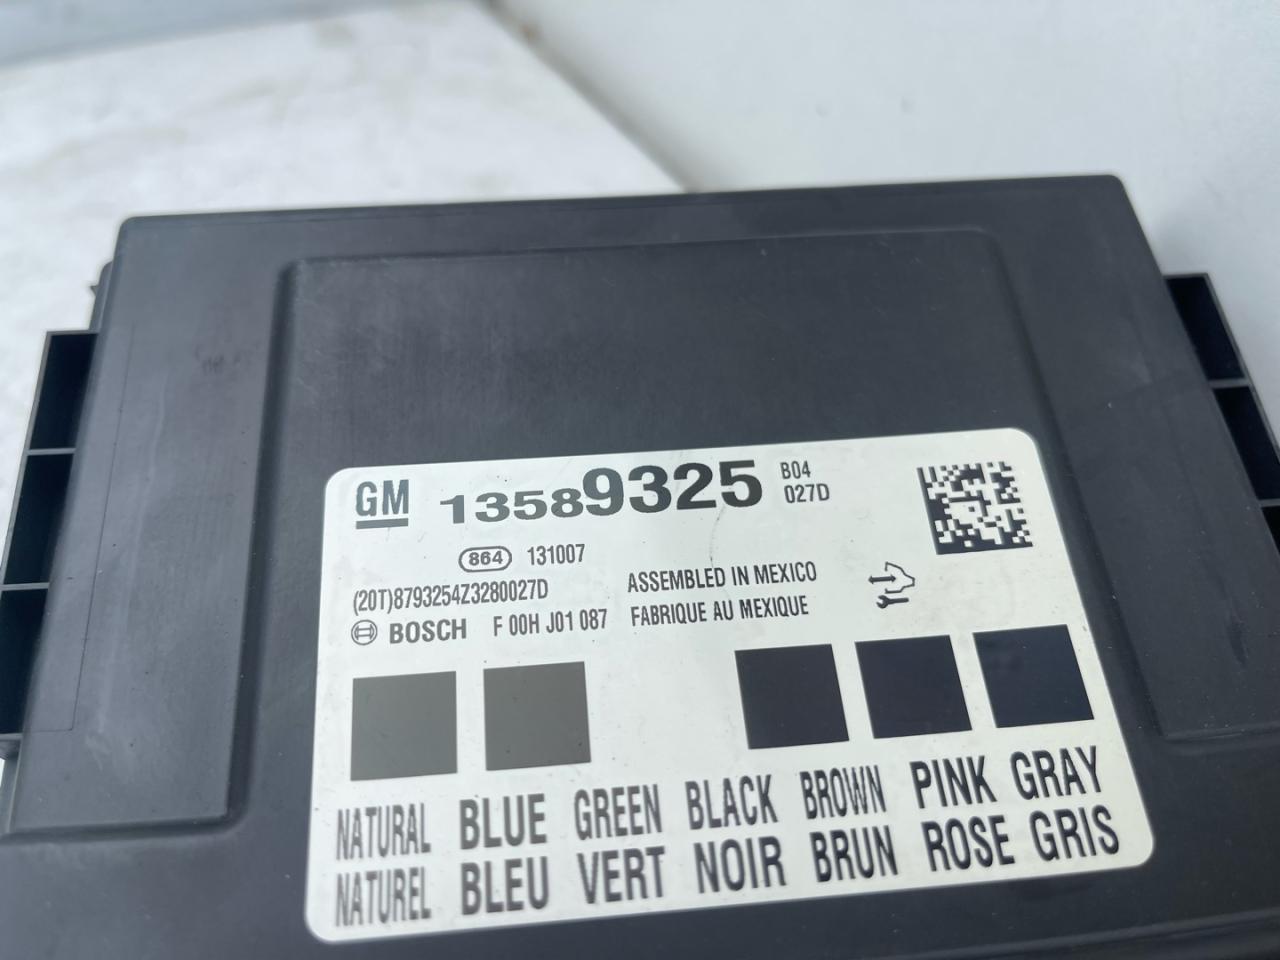 GM 13589325 B04
027D
864 131007
(20T)8793254Z3280027D ASSEMBLED IN MEXICO
BOSCH F 00H J01 087 FABRIQUE AU MEXIQUE
NATURAL BLUE GREEN BLACK BROWN PINK GRAY
NATUREL BLEU VERT NOIR BRUN ROSE GRIS